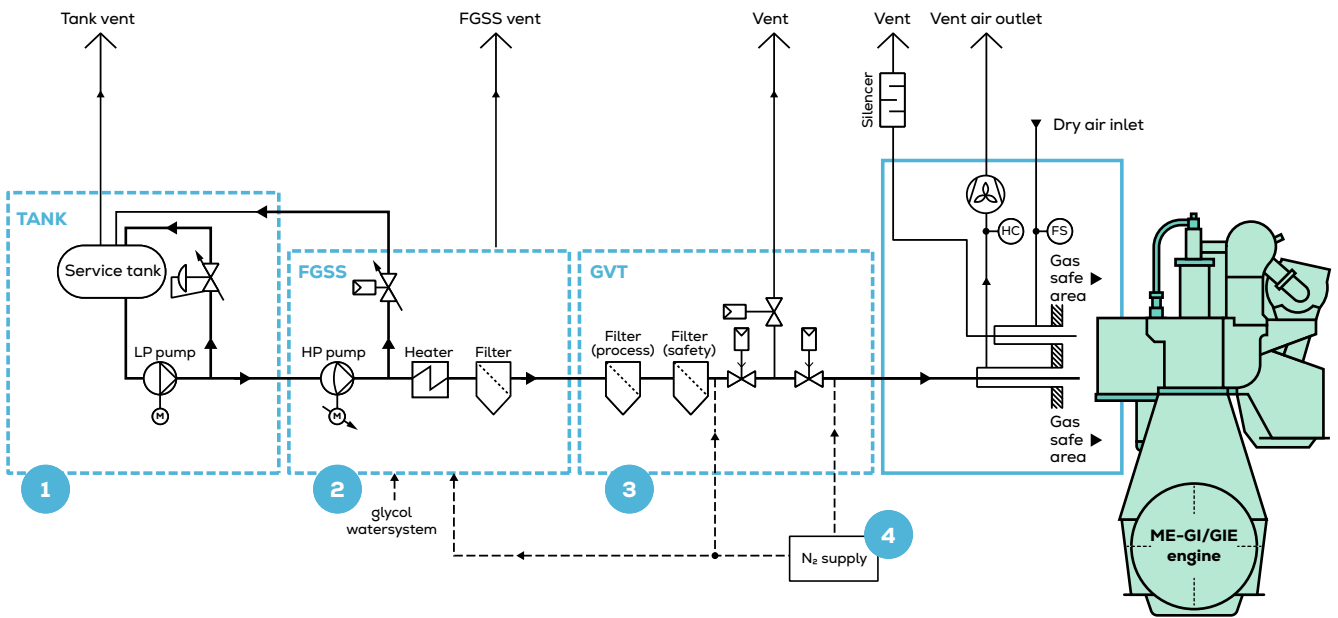 Tank vent
FGSS vent
Vent
Vent
Vent air outlet
Silencer
Dry air inlet
TANK
Service tank
LP pump
M
FGSS
HP pump
M
Heater
Filter
GVT
Filter
(process)
Filter
(safety)
HC
FS
Gas
safe
area
Gas
safe
area
1
2
3
4
glycol
watersystem
N₂ supply
ME-GI/GIE
engine